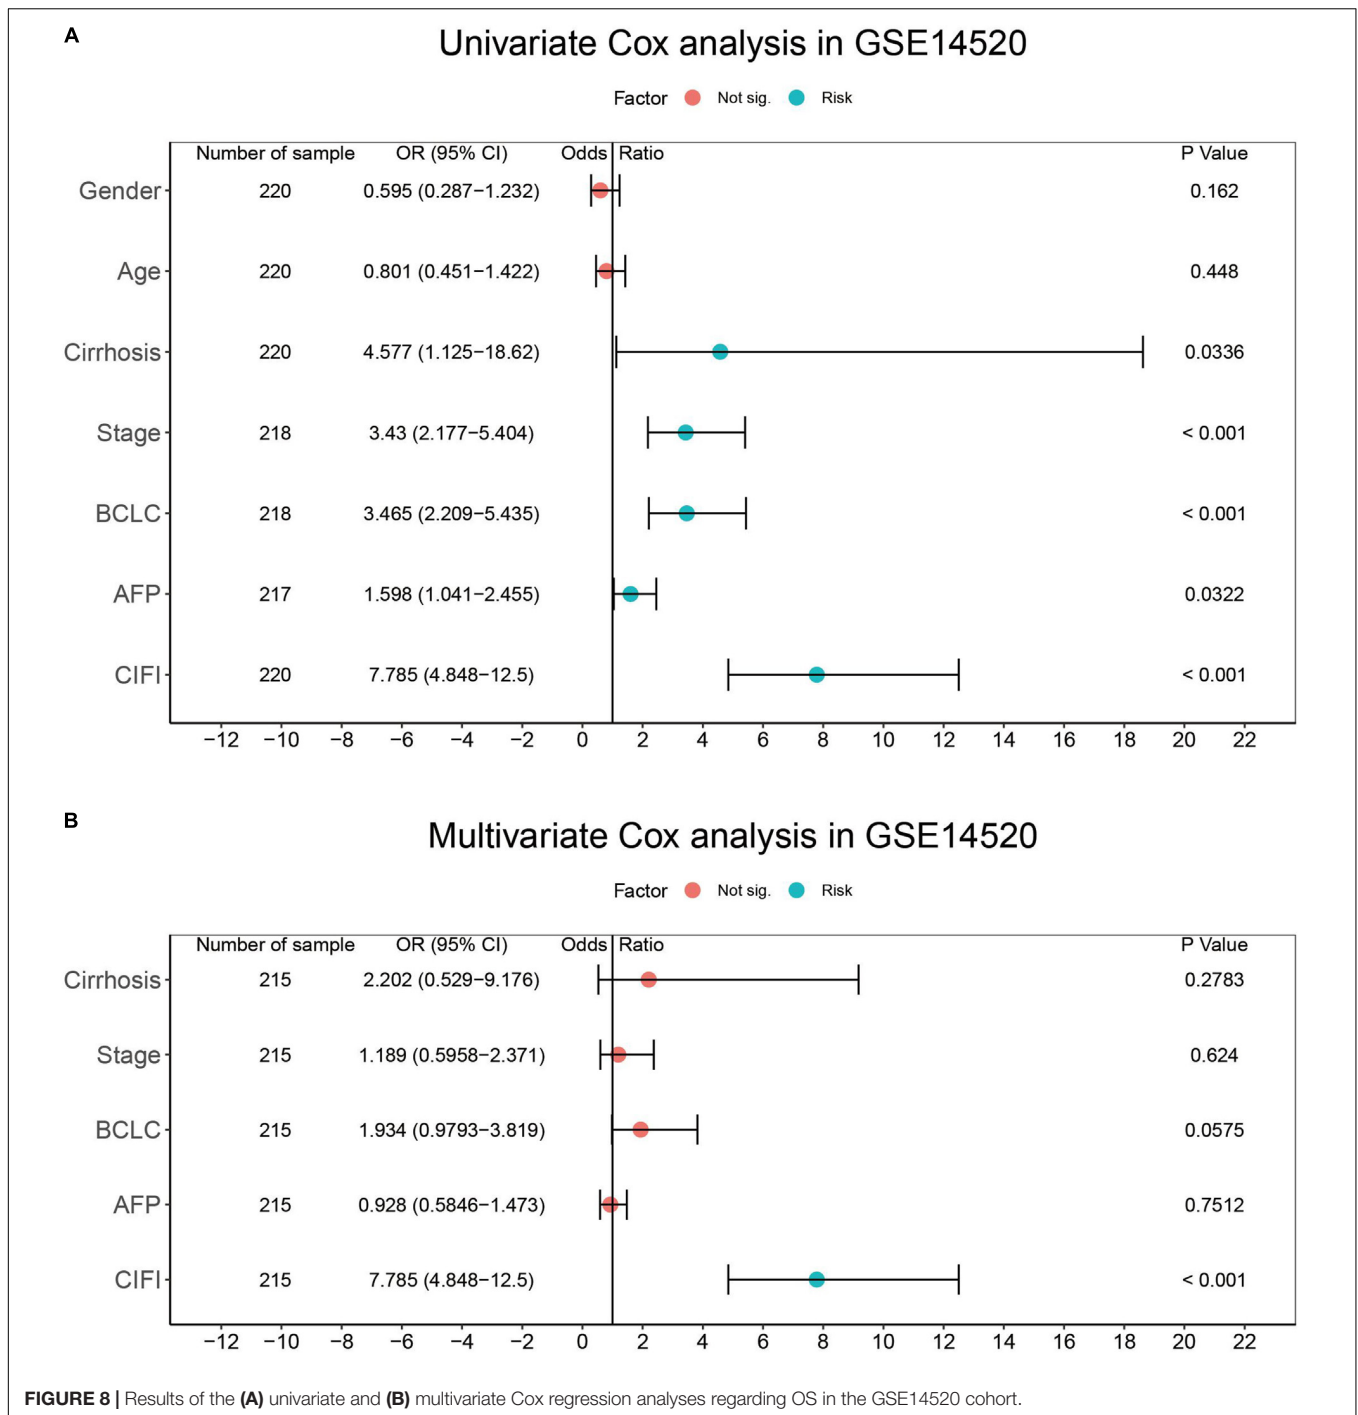 A
Univariate Cox analysis in GSE14520
Factor Not sig. Risk
Number of sample OR (95% CI) Odds Ratio P Value
Gender 220 0.595 (0.287−1.232) 0.162
Age 220 0.801 (0.451−1.422) 0.448
Cirrhosis 220 4.577 (1.125−18.62) 0.0336
Stage 218 3.43 (2.177−5.404) < 0.001
BCLC 218 3.465 (2.209−5.435) < 0.001
AFP 217 1.598 (1.041−2.455) 0.0322
CIFI 220 7.785 (4.848−12.5) < 0.001
−12 −10 −8 −6 −4 −2 0 2 4 6 8 10 12 14 16 18 20 22
B
Multivariate Cox analysis in GSE14520
Factor Not sig. Risk
Number of sample OR (95% CI) Odds Ratio P Value
Cirrhosis 215 2.202 (0.529−9.176) 0.2783
Stage 215 1.189 (0.5958−2.371) 0.624
BCLC 215 1.934 (0.9793−3.819) 0.0575
AFP 215 0.928 (0.5846−1.473) 0.7512
CIFI 215 7.785 (4.848−12.5) < 0.001
−12 −10 −8 −6 −4 −2 0 2 4 6 8 10 12 14 16 18 20 22
FIGURE 8 | Results of the (A) univariate and (B) multivariate Cox regression analyses regarding OS in the GSE14520 cohort.